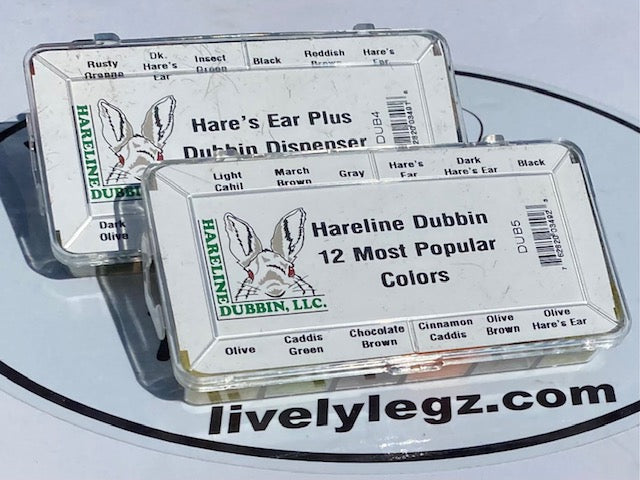 Rusty
Orange
Dk.
Hare's
Ear
Insect
Green
Black
Reddish
Brown
Hare's
Ear
HARELINE
DUBBI
Hare's Ear Plus
Dubbin Dispenser
DUB4
Dark
Olive
Light
Cahil
March
Brown
Gray
Hare's
Ear
Dark
Hare's Ear
Black
HARELINE
DUBBIN, LLC.
Hareline Dubbin
12 Most Popular
Colors
DUB5
Olive
Caddis
Green
Chocolate
Brown
Cinnamon
Caddis
Olive
Brown
Olive
Hare's Ear
livelylegz.com